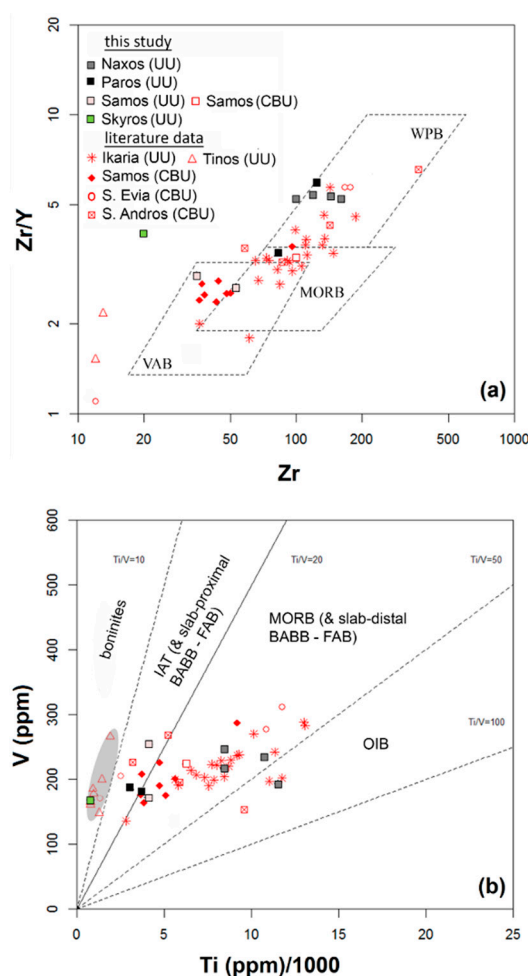 this study
Naxos (UU)
Paros (UU)
Samos (UU) Samos (CBU)
Skyros (UU)
literature data
Ikaria (UU) Tinos (UU)
Samos (CBU)
S. Evia (CBU)
S. Andros (CBU)
WPB
MORB
VAB
(a)
Zr/Y
20
10
5
2
1
10 20 50 100 200 500 1000
Zr
600
500
400
300
200
100
0
V (ppm)
Ti/V=10
Ti/V=20
Ti/V=50
Ti/V=100
boninites
IAT (& slab-proximal
BABB - FAB)
MORB (& slab-distal
BABB - FAB)
OIB
(b)
0 5 10 15 20 25
Ti (ppm)/1000